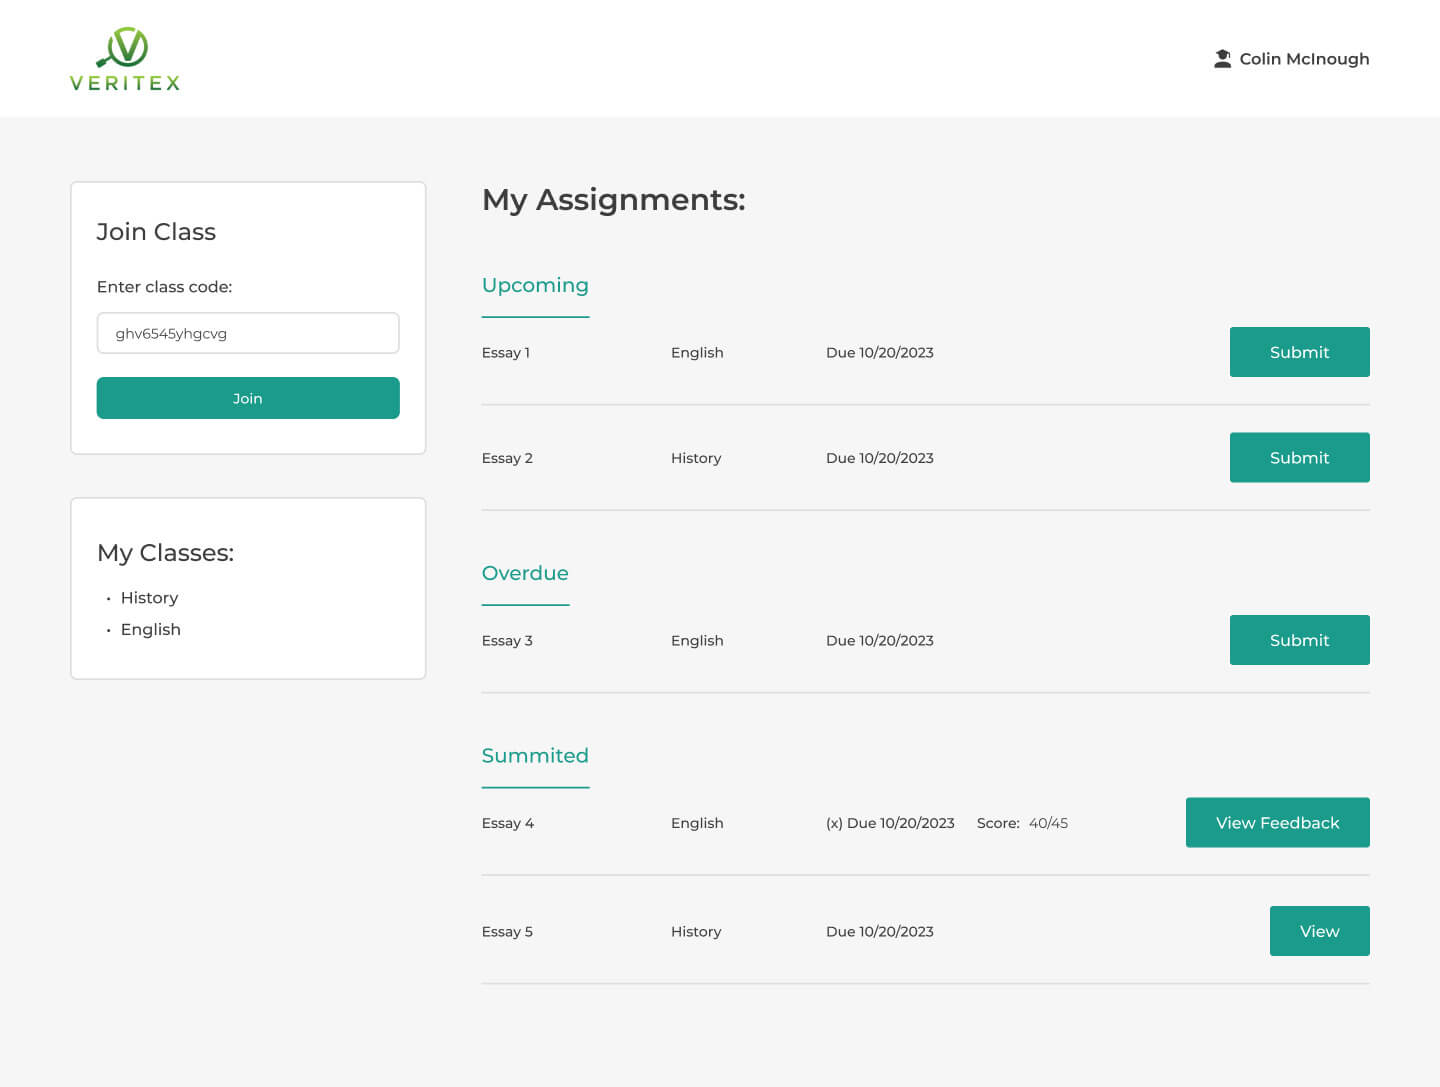 VERITEX
Colin McInough
Join Class
Enter class code:
ghv6545yhgcvg
Join
My Classes:
• History
• English
My Assignments:
Upcoming
Essay 1 English Due 10/20/2023 Submit
Essay 2 History Due 10/20/2023 Submit
Overdue
Essay 3 English Due 10/20/2023 Submit
Summited
Essay 4 English (x) Due 10/20/2023 Score: 40/45 View Feedback
Essay 5 History Due 10/20/2023 View